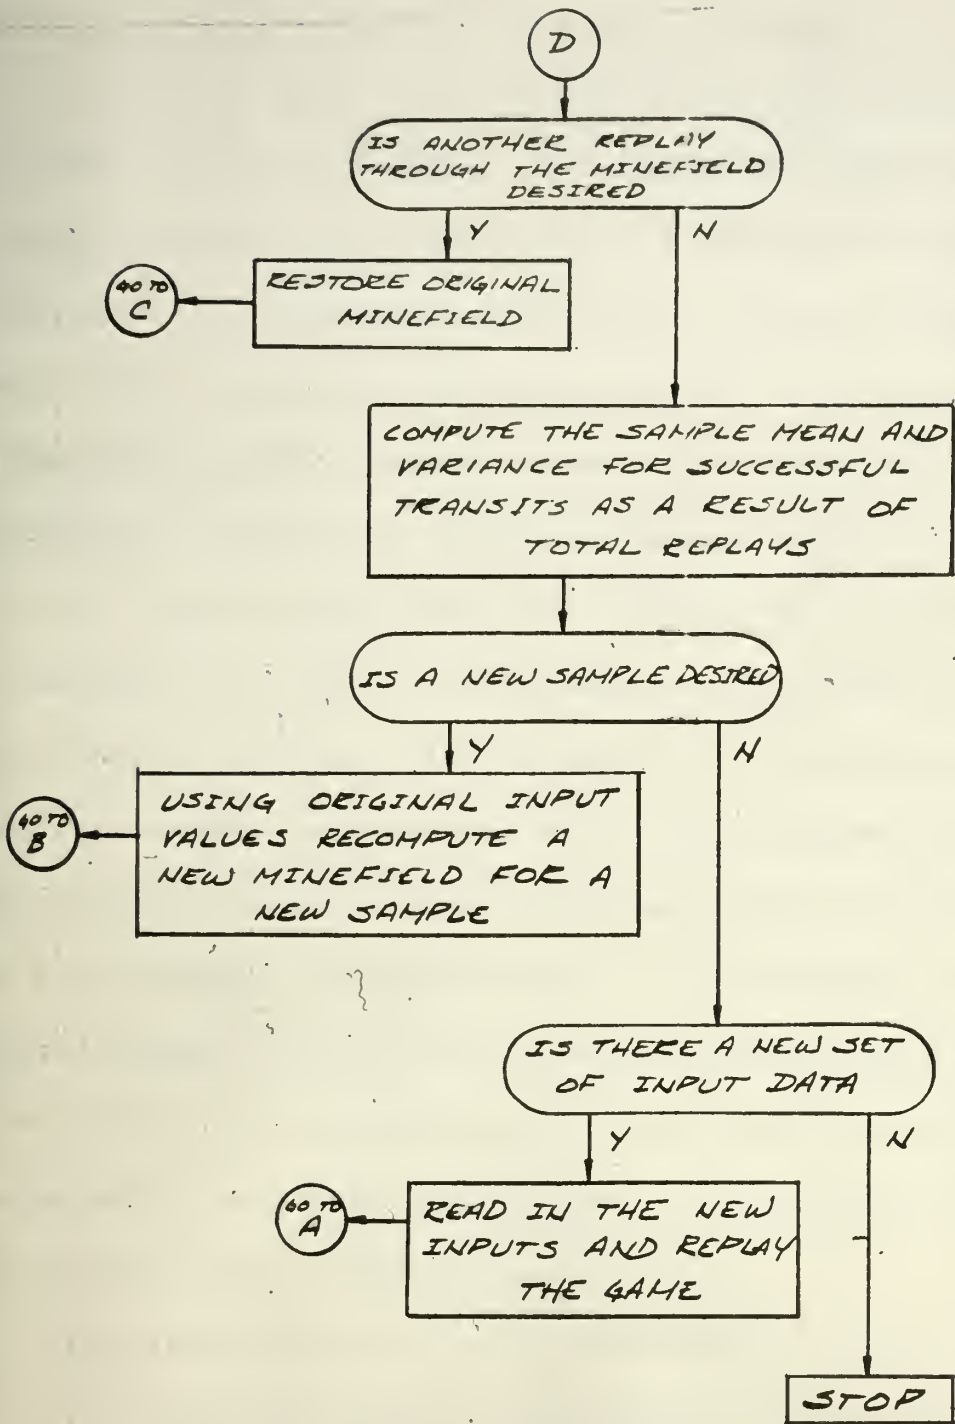 D
IS ANOTHER REPLAY
THROUGH THE MINEFIELD
DESIRED
Y
N
GO TO
C
RESTORE ORIGINAL
MINEFIELD
COMPUTE THE SAMPLE MEAN AND
VARIANCE FOR SUCCESSFUL
TRANSITS AS A RESULT OF
TOTAL REPLAYS
IS A NEW SAMPLE DESIRED
Y
N
GO TO
B
USING ORIGINAL INPUT
VALUES RECOMPUTE A
NEW MINEFIELD FOR A
NEW SAMPLE
IS THERE A NEW SET
OF INPUT DATA
Y
N
GO TO
A
READ IN THE NEW
INPUTS AND REPLAY
THE GAME
STOP